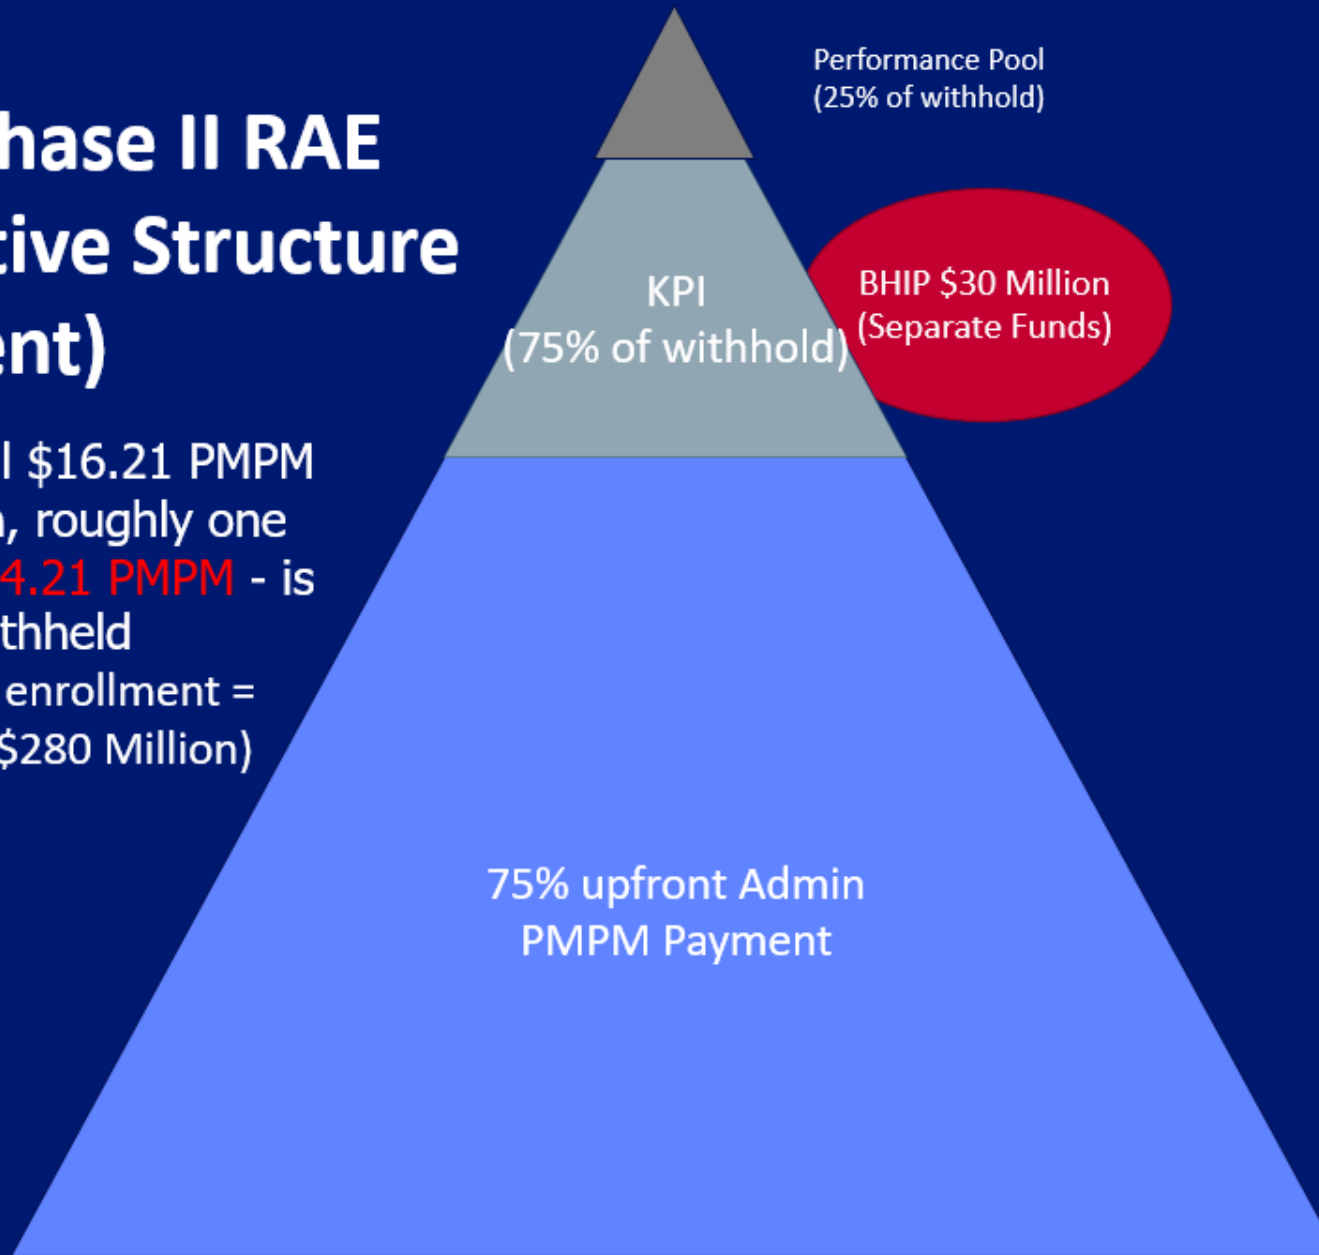 hase II RAE
tive Structure
ent)
l $16.21 PMPM
, roughly one
4.21 PMPM - is
thheld
enrollment =
$280 Million)
Performance Pool
(25% of withhold)
KPI
(75% of withhold)
BHIP $30 Million
(Separate Funds)
75% upfront Admin
PMPM Payment